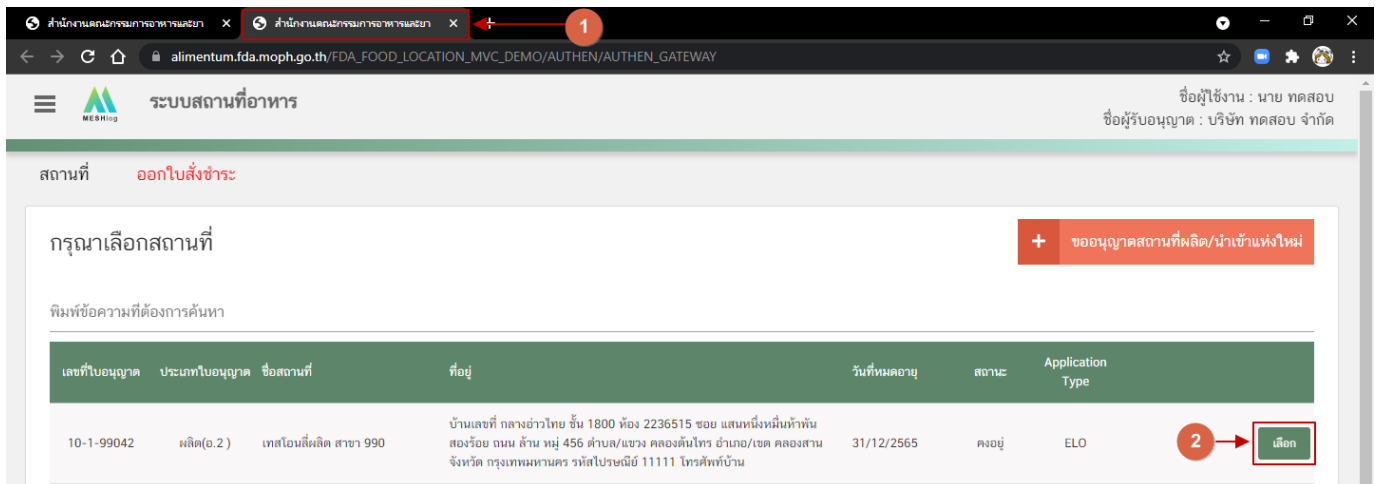 สำนักงานคณะกรรมการอาหารและยา
สำนักงานคณะกรรมการอาหารและยา
1
alimentum.fda.moph.go.th/FDA_FOOD_LOCATION_MVC_DEMO/AUTHEN/AUTHEN_GATEWAY
MESHlog
ระบบสถานที่อาหาร
ชื่อผู้ใช้งาน : นาย ทดสอบ
ชื่อผู้รับอนุญาต : บริษัท ทดสอบ จำกัด
สถานที่ ออกใบสั่งชำระ
กรุณาเลือกสถานที่
+ ขออนุญาตสถานที่ผลิต/นำเข้าแห่งใหม่
พิมพ์ข้อความที่ต้องการค้นหา
เลขที่ใบอนุญาต ประเภทใบอนุญาต ชื่อสถานที่ ที่อยู่ วันที่หมดอายุ สถานะ Application
Type
บ้านเลขที่ กลางอ่าวไทย ชั้น 1800 ห้อง 2236515 ซอย แสนหนึ่งหมื่นห้าพัน
10-1-99042 ผลิต(อ.2 ) เทสโอนสี่ผลิต สาขา 990 สองร้อย ถนน ล้าน หมู่ 456 ตำบล/แขวง คลองต้นไทร อำเภอ/เขต คลองสาน 31/12/2565 คงอยู่ ELO 2 เลือก
จังหวัด กรุงเทพมหานคร รหัสไปรษณีย์ 11111 โทรศัพท์บ้าน